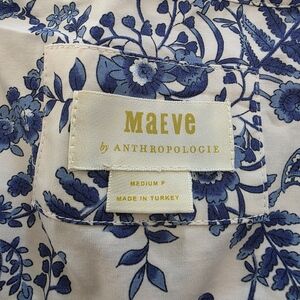 MaEVe
by ANTHROPOLOGIE
MEDIUM P
MADE IN TURKEY